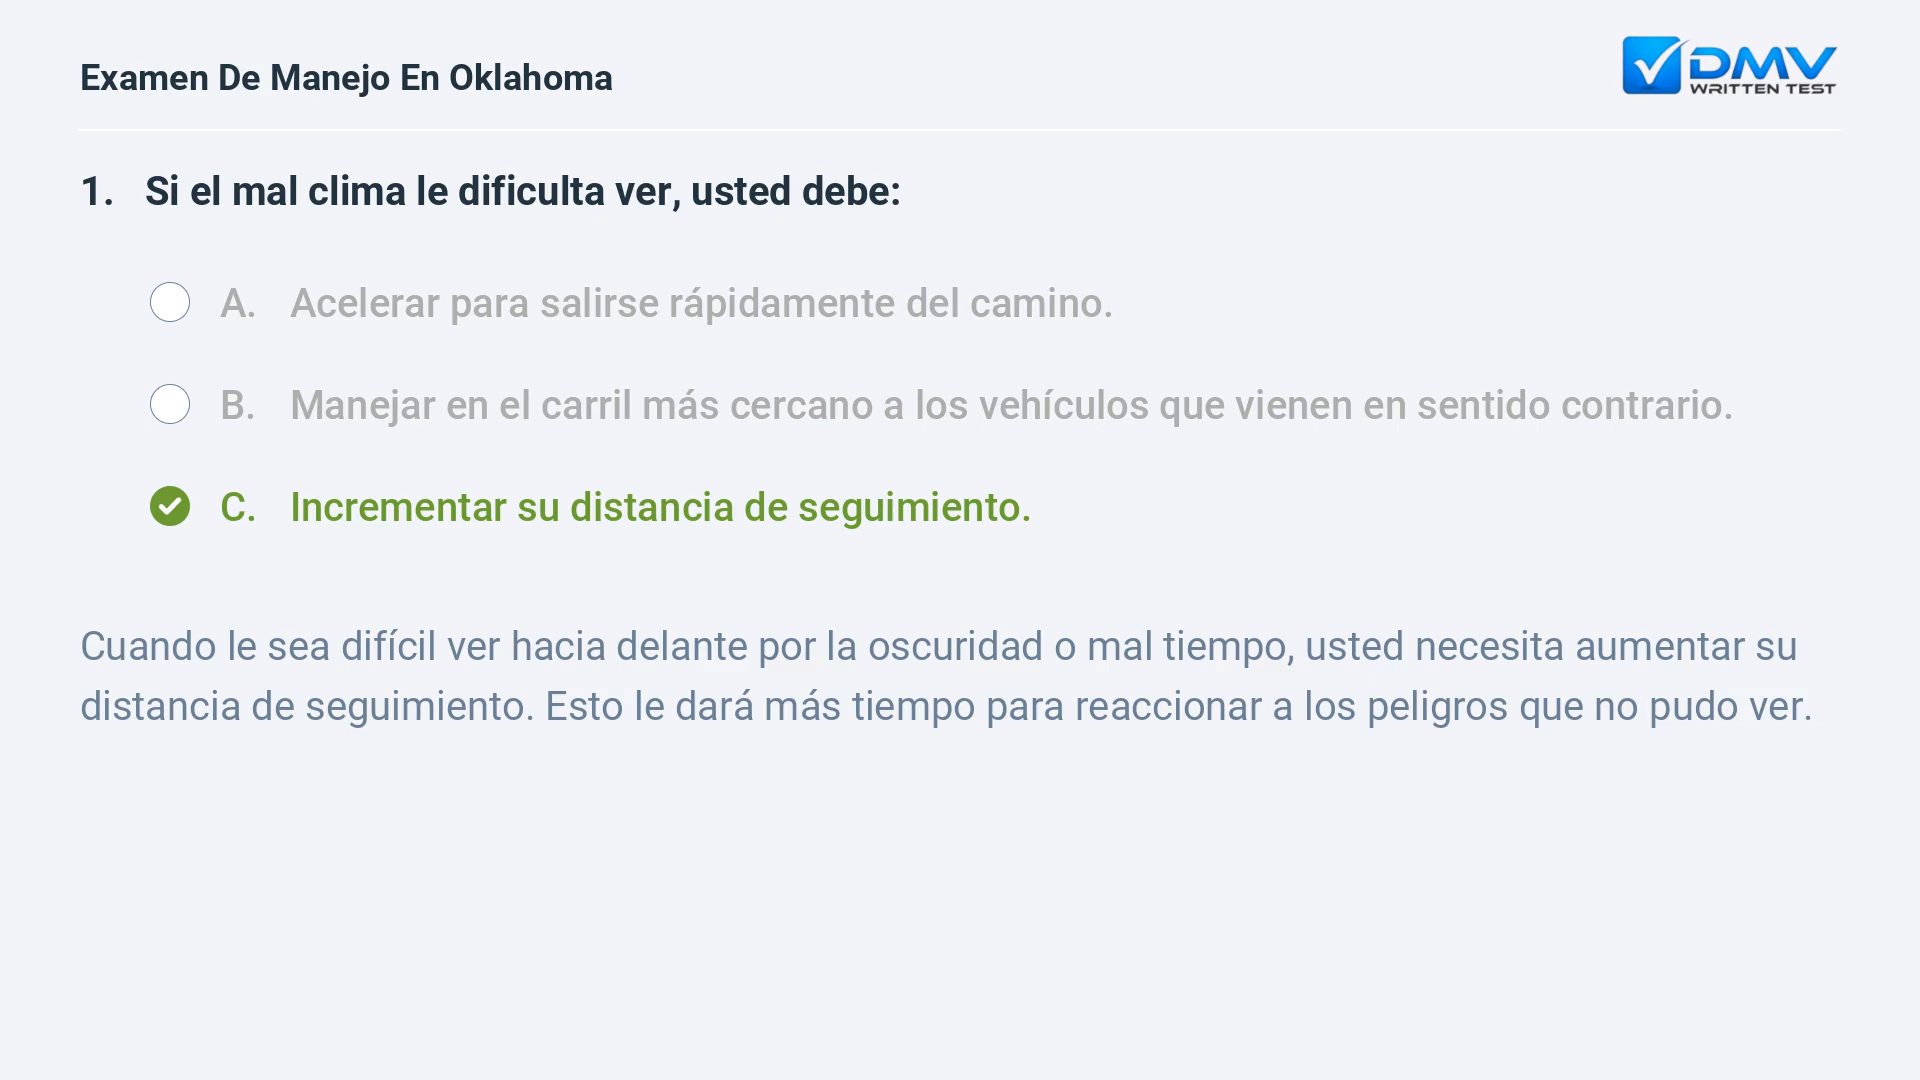 Examen De Manejo En Oklahoma
DMV
WRITTEN TEST
1. Si el mal clima le dificulta ver, usted debe:
A. Acelerar para salirse rápidamente del camino.
B. Manejar en el carril más cercano a los vehículos que vienen en sentido contrario.
C. Incrementar su distancia de seguimiento.
Cuando le sea difícil ver hacia delante por la oscuridad o mal tiempo, usted necesita aumentar su
distancia de seguimiento. Esto le dará más tiempo para reaccionar a los peligros que no pudo ver.